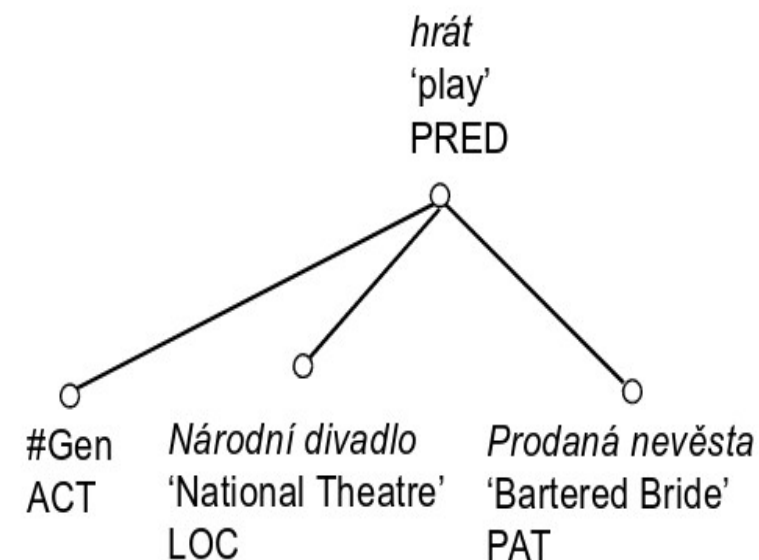 hrát
‘play’
PRED
#Gen
ACT
Národní divadlo
‘National Theatre’
LOC
Prodaná nevěsta
‘Bartered Bride’
PAT